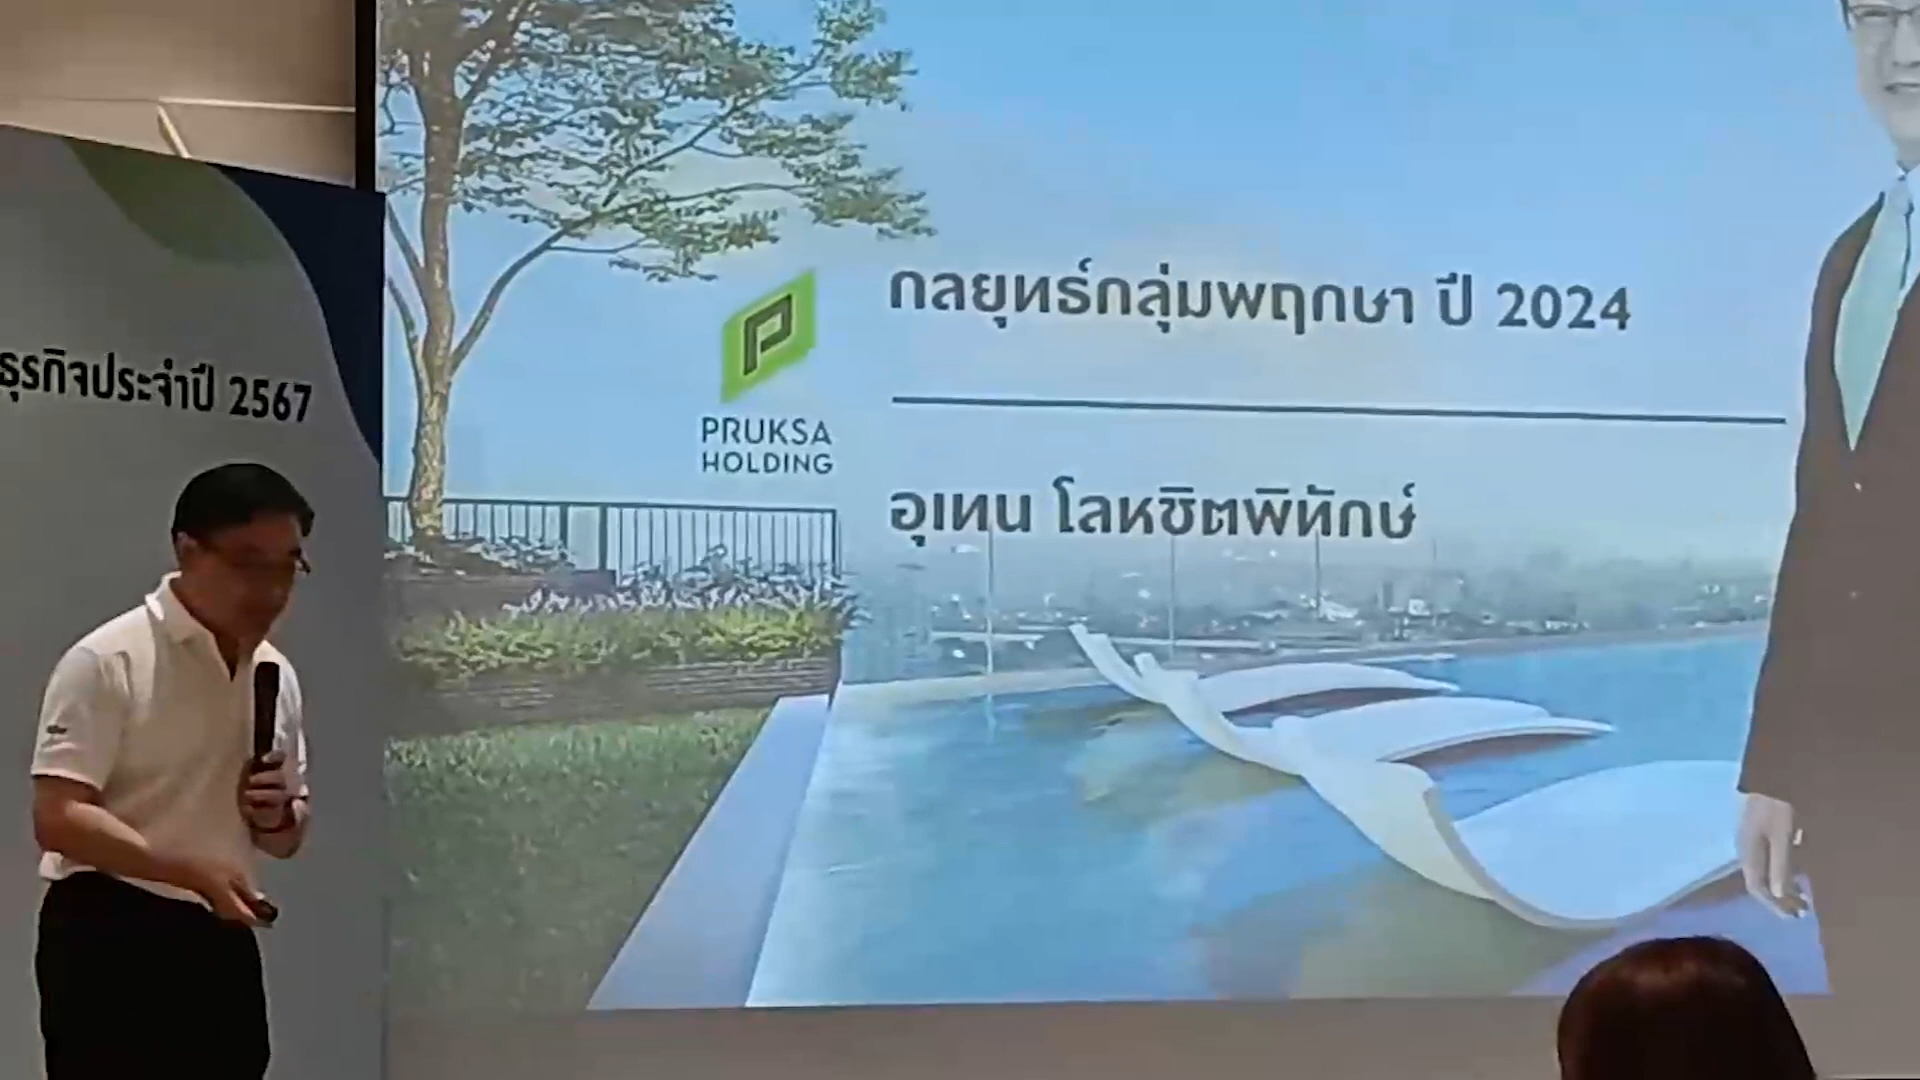 กลยุทธ์กลุ่มพฤกษา ปี 2024
PRUKSA
HOLDING
อุเทน โลหชิตพิทักษ์
ธุรกิจประจำปี 2567